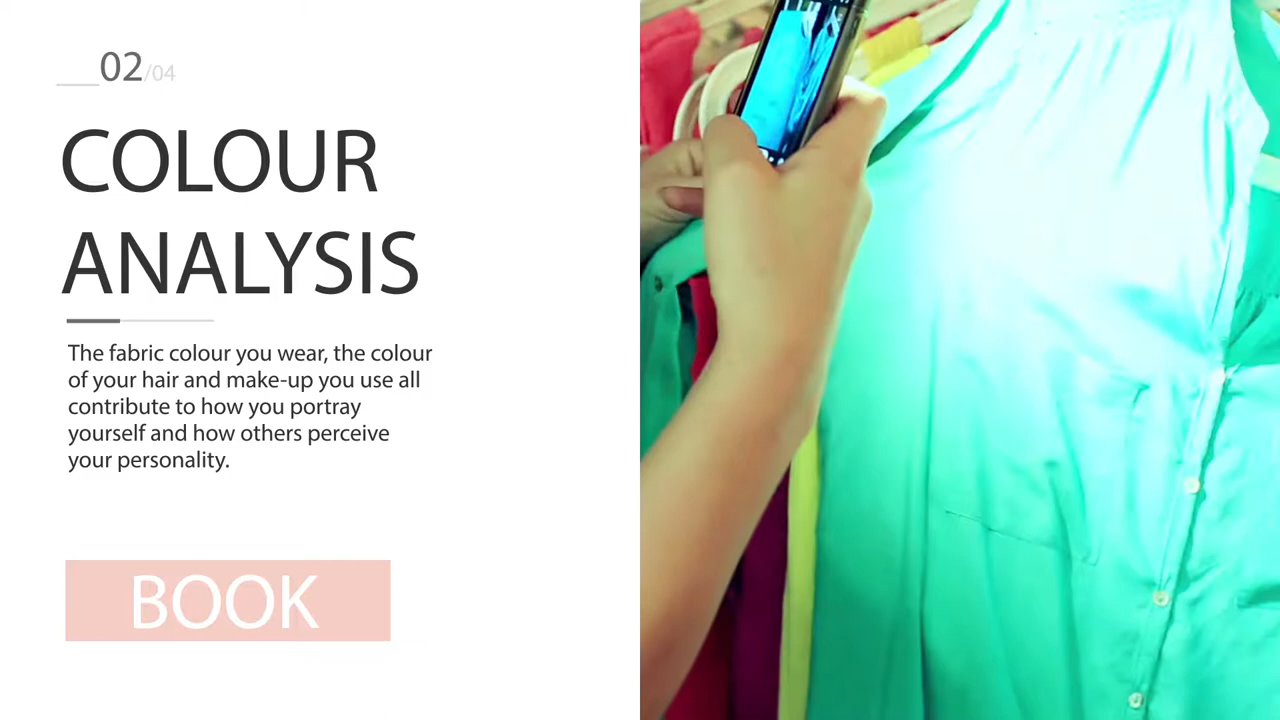 02/04
COLOUR
ANALYSIS
The fabric colour you wear, the colour
of your hair and make-up you use all
contribute to how you portray
yourself and how others perceive
your personality.
BOOK